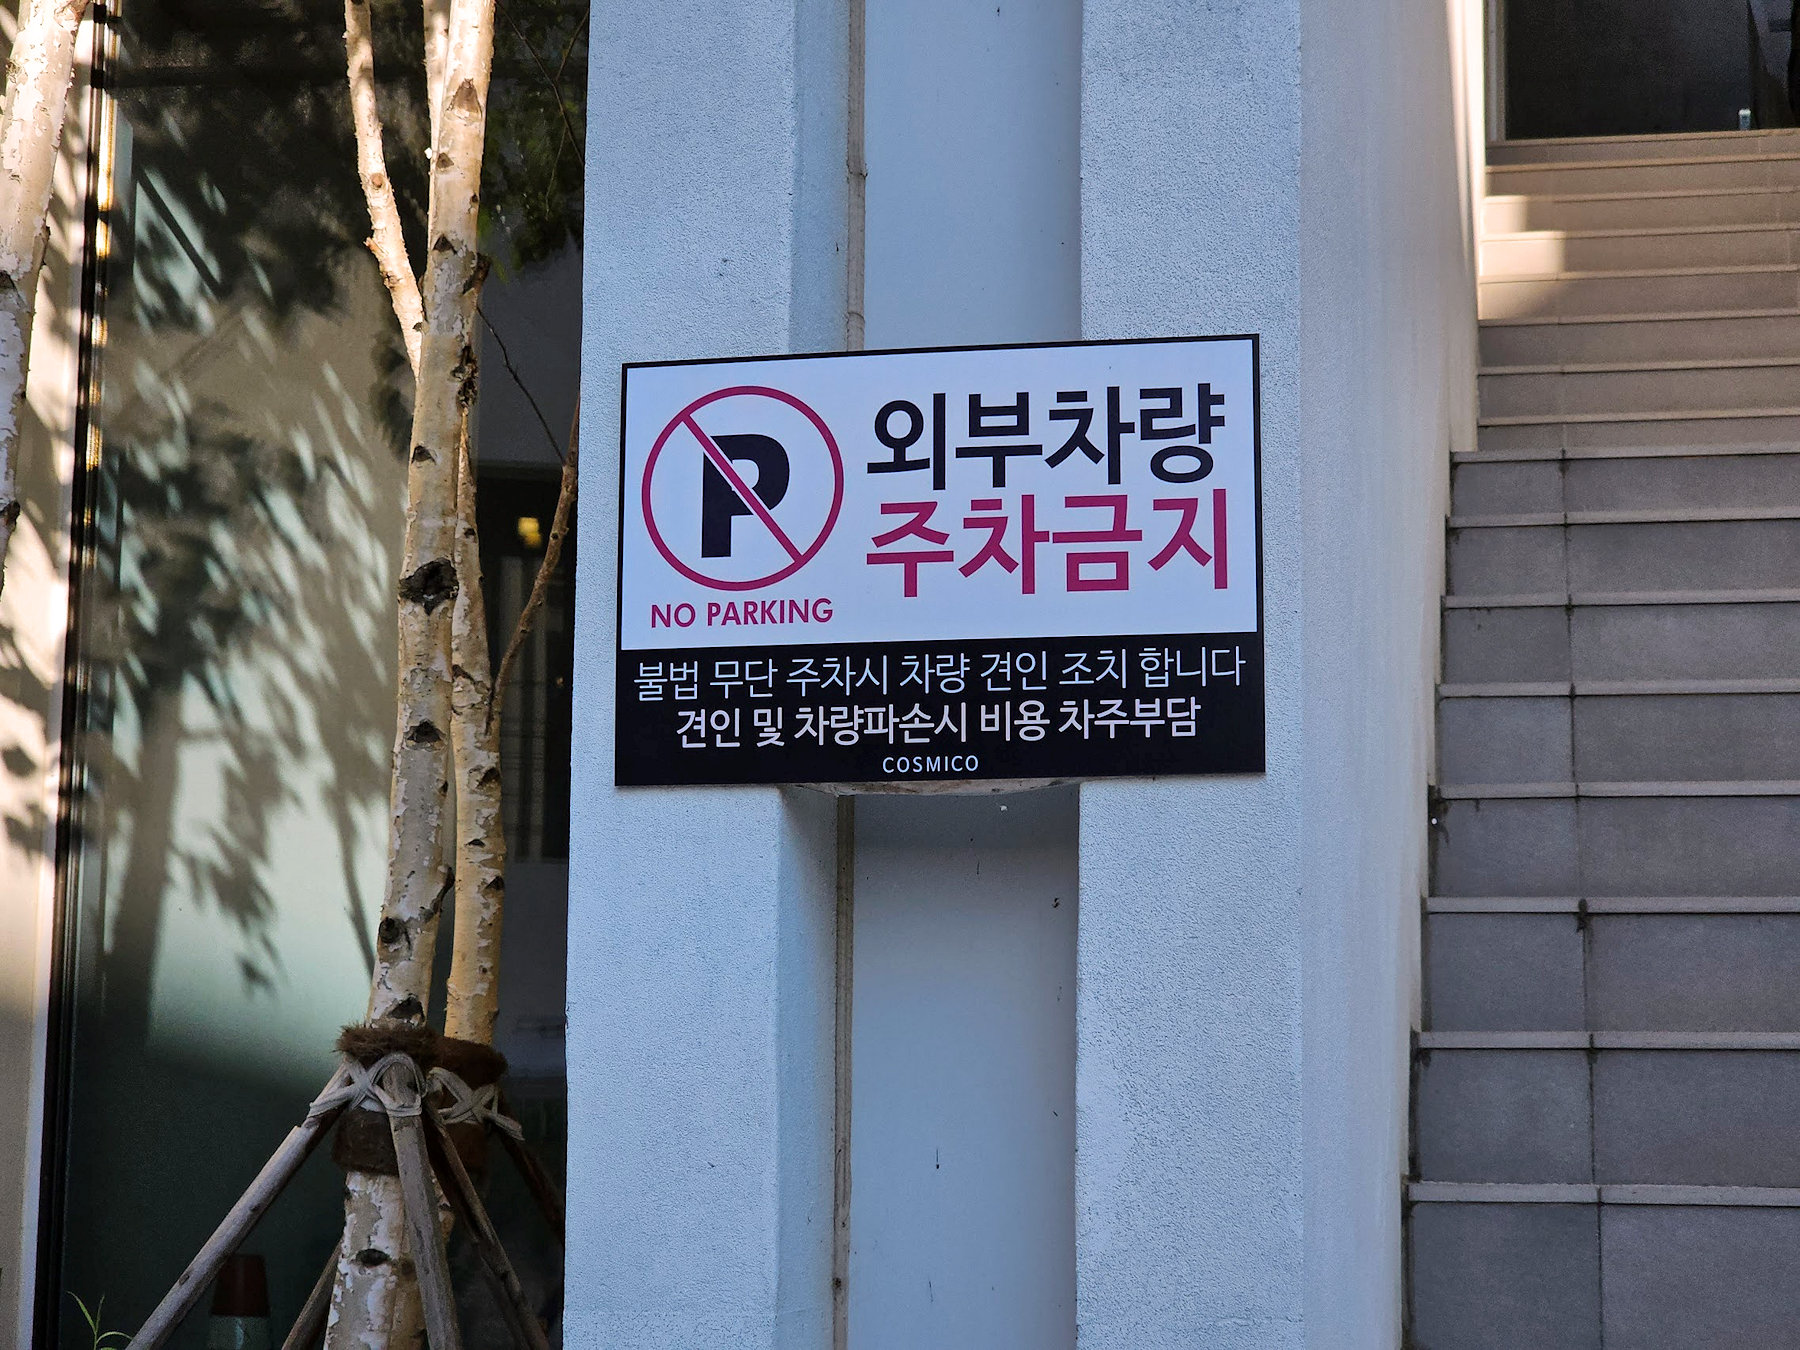 외부차량
주차금지
P
NO PARKING
불법 무단 주차시 차량 견인 조치 합니다
견인 및 차량파손시 비용 차주부담
COSMICO